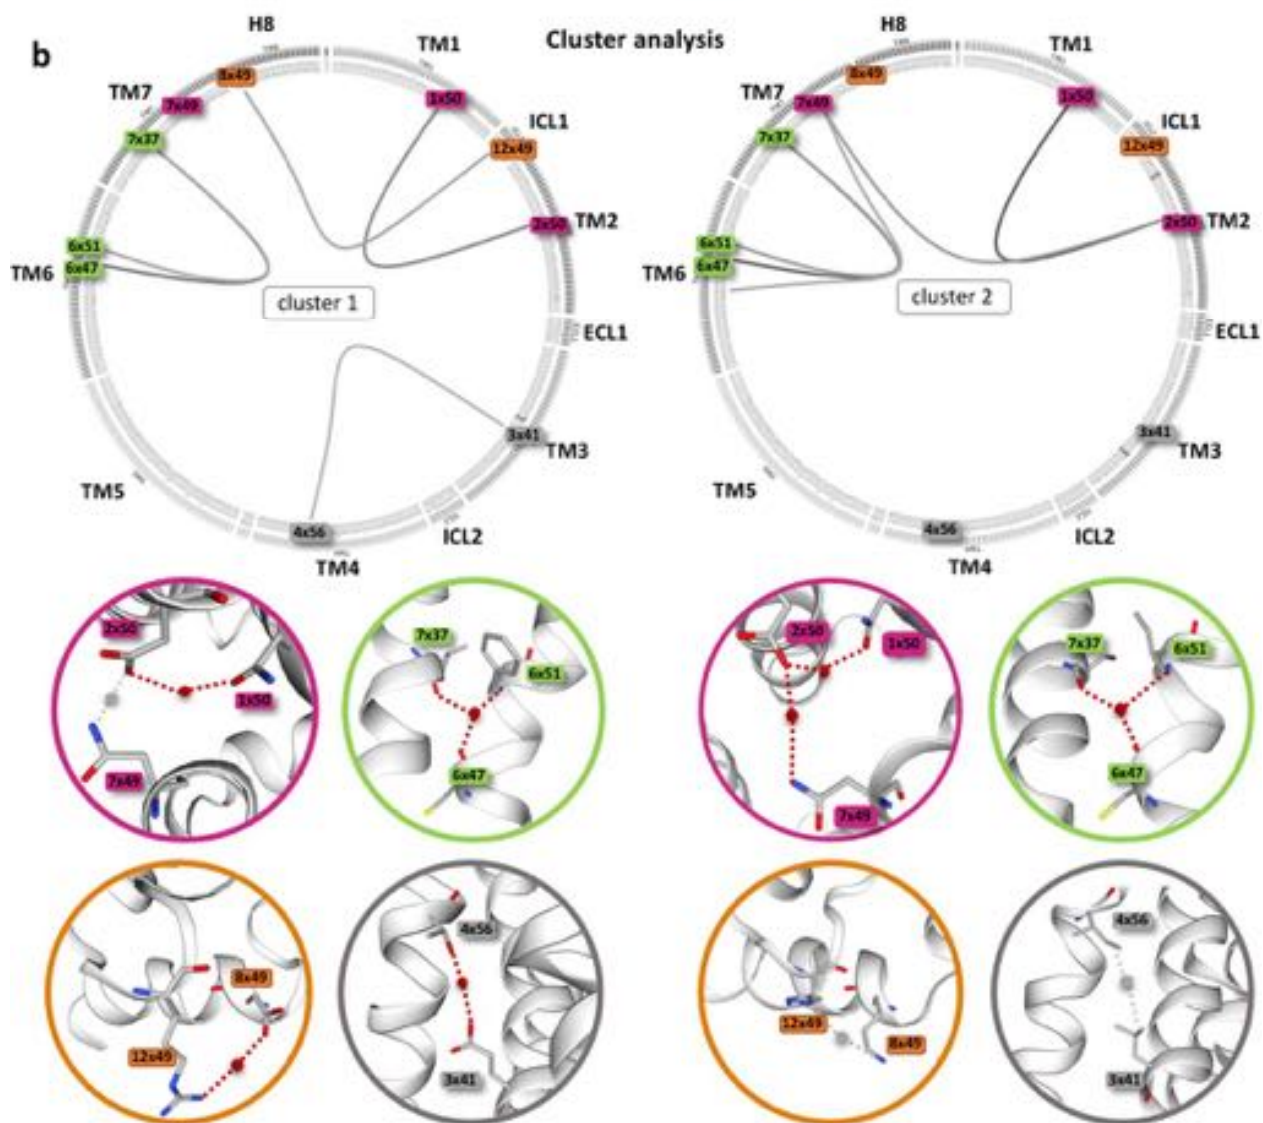 b
Cluster analysis
H8
TM1
8x49
1x50
TM7
7x49
ICL1
7x37
12x49
2x50
TM2
6x51
TM6
6x47
cluster 1
ECL1
3x41
TM3
TM5
4x56
ICL2
TM4
H8
TM1
8x49
1x50
TM7
7x49
ICL1
7x37
12x49
2x50
TM2
6x51
TM6
6x47
cluster 2
ECL1
3x41
TM3
TM5
4x56
ICL2
TM4
2x50
1x50
7x49
7x37
6x51
6x47
2x50
1x50
7x49
7x37
6x51
6x47
8x49
12x49
4x56
3x41
12x49
8x49
4x56
3x41